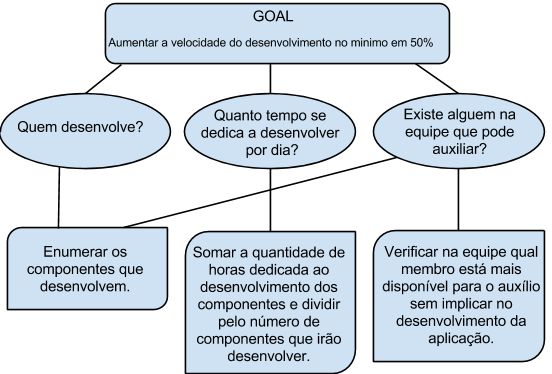 GOAL
Aumentar a velocidade do desenvolvimento no minimo em 50%
Quem desenvolve?
Quanto tempo se
dedica a desenvolver
por dia?
Existe alguem na
equipe que pode
auxiliar?
Enumerar os
componentes que
desenvolvem.
Somar a quantidade de
horas dedicada ao
desenvolvimento dos
componentes e dividir
pelo número de
componentes que irão
desenvolver.
Verificar na equipe qual
membro está mais
disponível para o auxílio
sem implicar no
desenvolvimento da
aplicação.